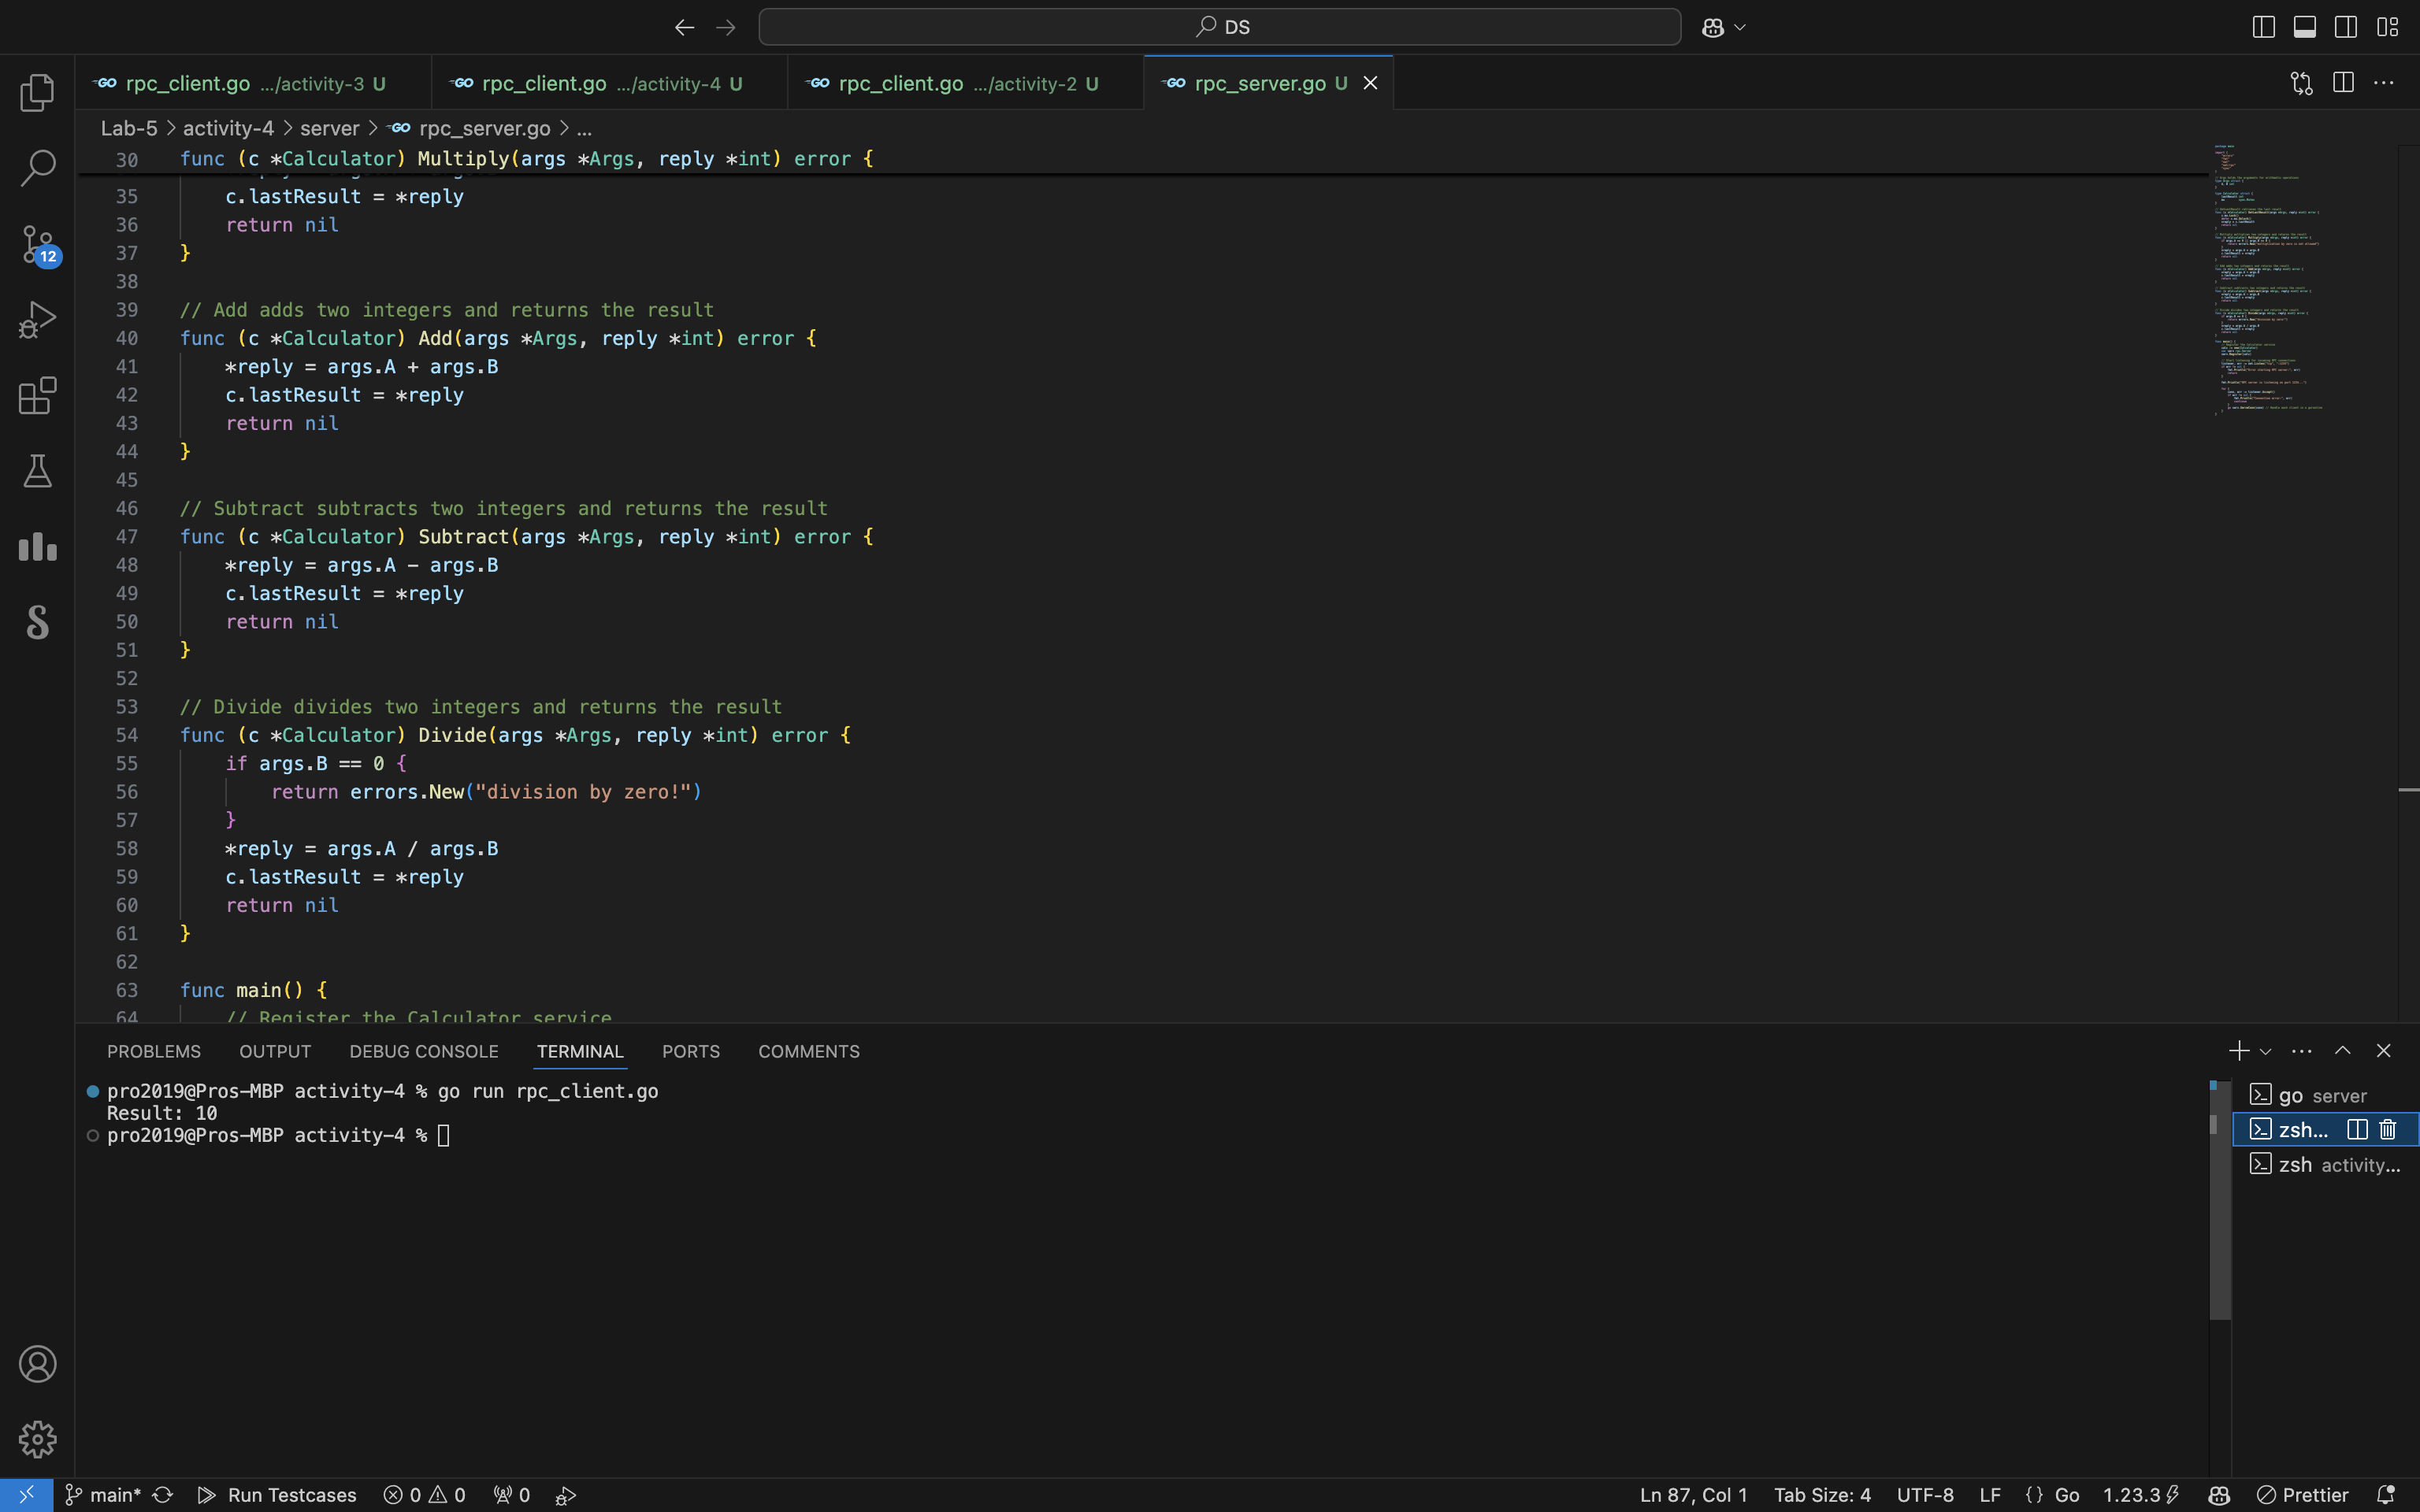 DS
rpc_client.go .../activity-3 U
rpc_client.go .../activity-4 U
rpc_client.go .../activity-2 U
rpc_server.go U
Lab-5 > activity-4 > server > rpc_server.go > ...
30 func (c *Calculator) Multiply(args *Args, reply *int) error {
35 c.lastResult = *reply
36 return nil
37 }
38
39 // Add adds two integers and returns the result
40 func (c *Calculator) Add(args *Args, reply *int) error {
41 *reply = args.A + args.B
42 c.lastResult = *reply
43 return nil
44 }
45
46 // Subtract subtracts two integers and returns the result
47 func (c *Calculator) Subtract(args *Args, reply *int) error {
48 *reply = args.A - args.B
49 c.lastResult = *reply
50 return nil
51 }
52
53 // Divide divides two integers and returns the result
54 func (c *Calculator) Divide(args *Args, reply *int) error {
55 if args.B == 0 {
56 return errors.New("division by zero!")
57 }
58 *reply = args.A / args.B
59 c.lastResult = *reply
60 return nil
61 }
62
63 func main() {
64 // Register the Calculator service
12
PROBLEMS OUTPUT DEBUG CONSOLE TERMINAL PORTS COMMENTS
pro2019@Pros-MBP activity-4 % go run rpc_client.go
Result: 10
pro2019@Pros-MBP activity-4 %
go server
zsh...
zsh activity...
main* Run Testcases 0 0 0 Ln 87, Col 1 Tab Size: 4 UTF-8 LF {} Go 1.23.3 Prettier